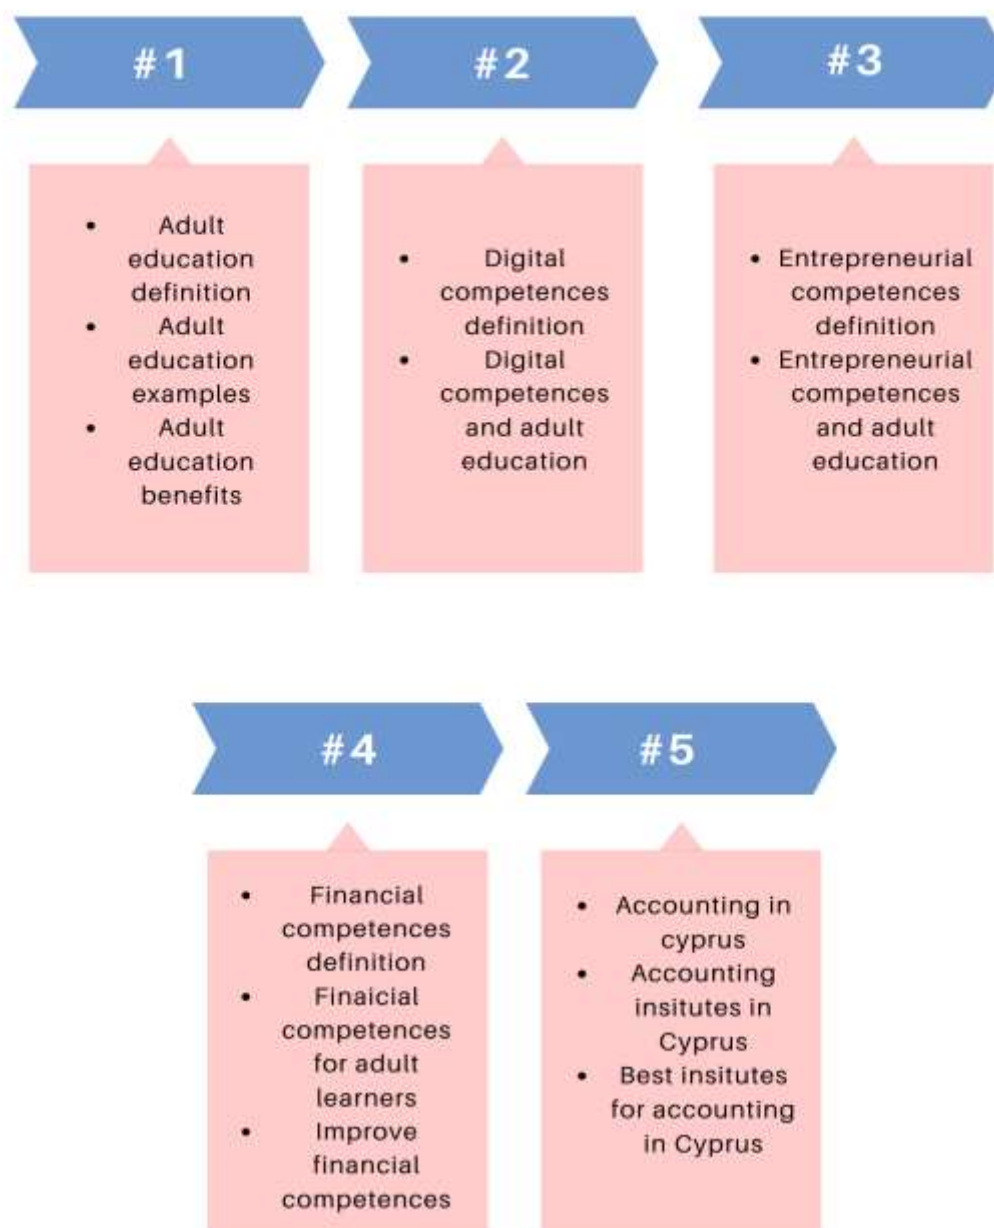 #1
Adult
education
definition
Adult
education
examples
Adult
education
benefits
#2
Digital
competences
definition
Digital
competences
and adult
education
#3
Entrepreneurial
competences
definition
Entrepreneurial
competences
and adult
education
#4
Financial
competences
definition
Finaicial
competences
for adult
learners
Improve
financial
competences
#5
Accounting in
cyprus
Accounting
insitutes in
Cyprus
Best insitutes
for accounting
in Cyprus